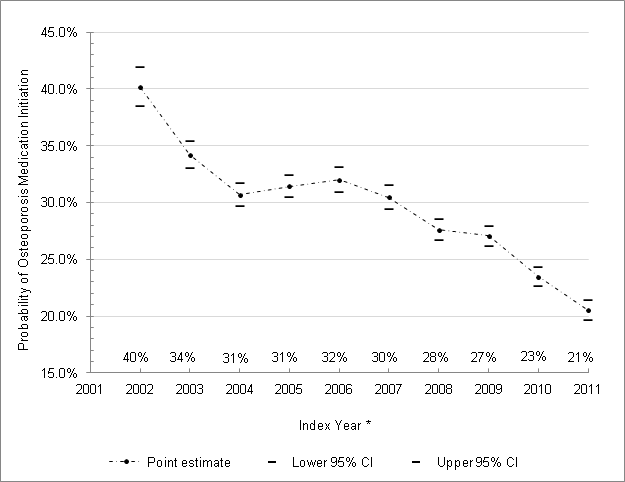 45.0%
40.0%
35.0%
30.0%
25.0%
20.0%
15.0%
Probability of Osteoporosis Medication Initiation
40% 34% 31% 31% 32% 30% 28% 27% 23% 21%
2001 2002 2003 2004 2005 2006 2007 2008 2009 2010 2011
Index Year *
Point estimate Lower 95% CI Upper 95% CI